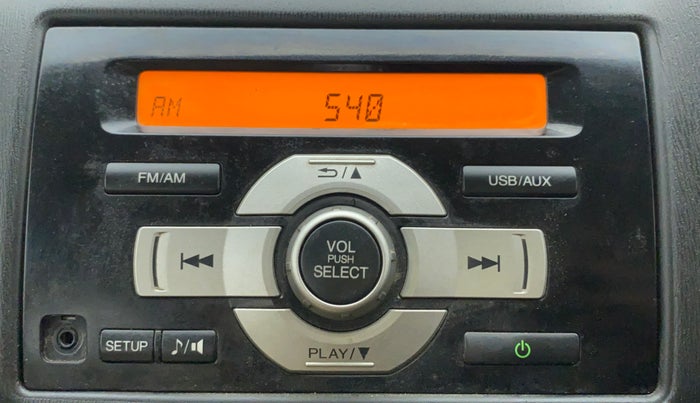 AM 540
FM/AM
USB/AUX
VOL
PUSH
SELECT
SETUP
PLAY/▼